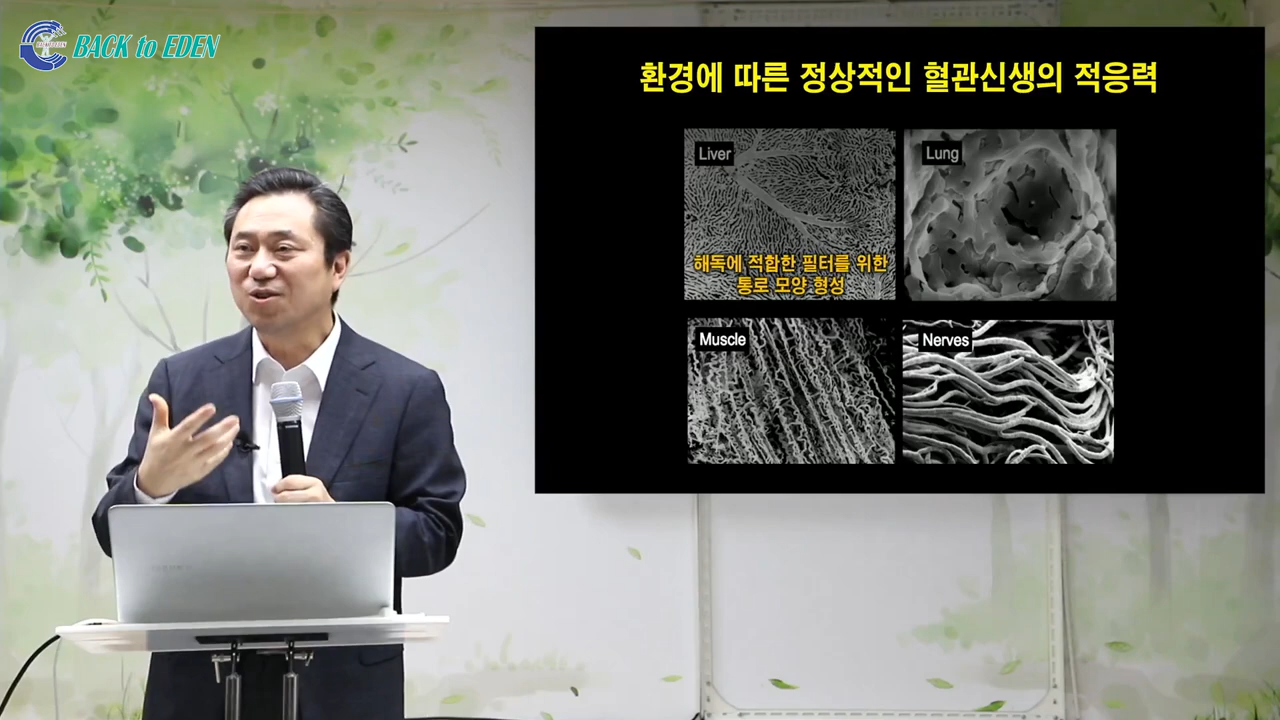 BACK to EDEN
환경에 따른 정상적인 혈관신생의 적응력
Liver
Lung
해독에 적합한 필터를 위한
통로 모양 형성
Muscle
Nerves